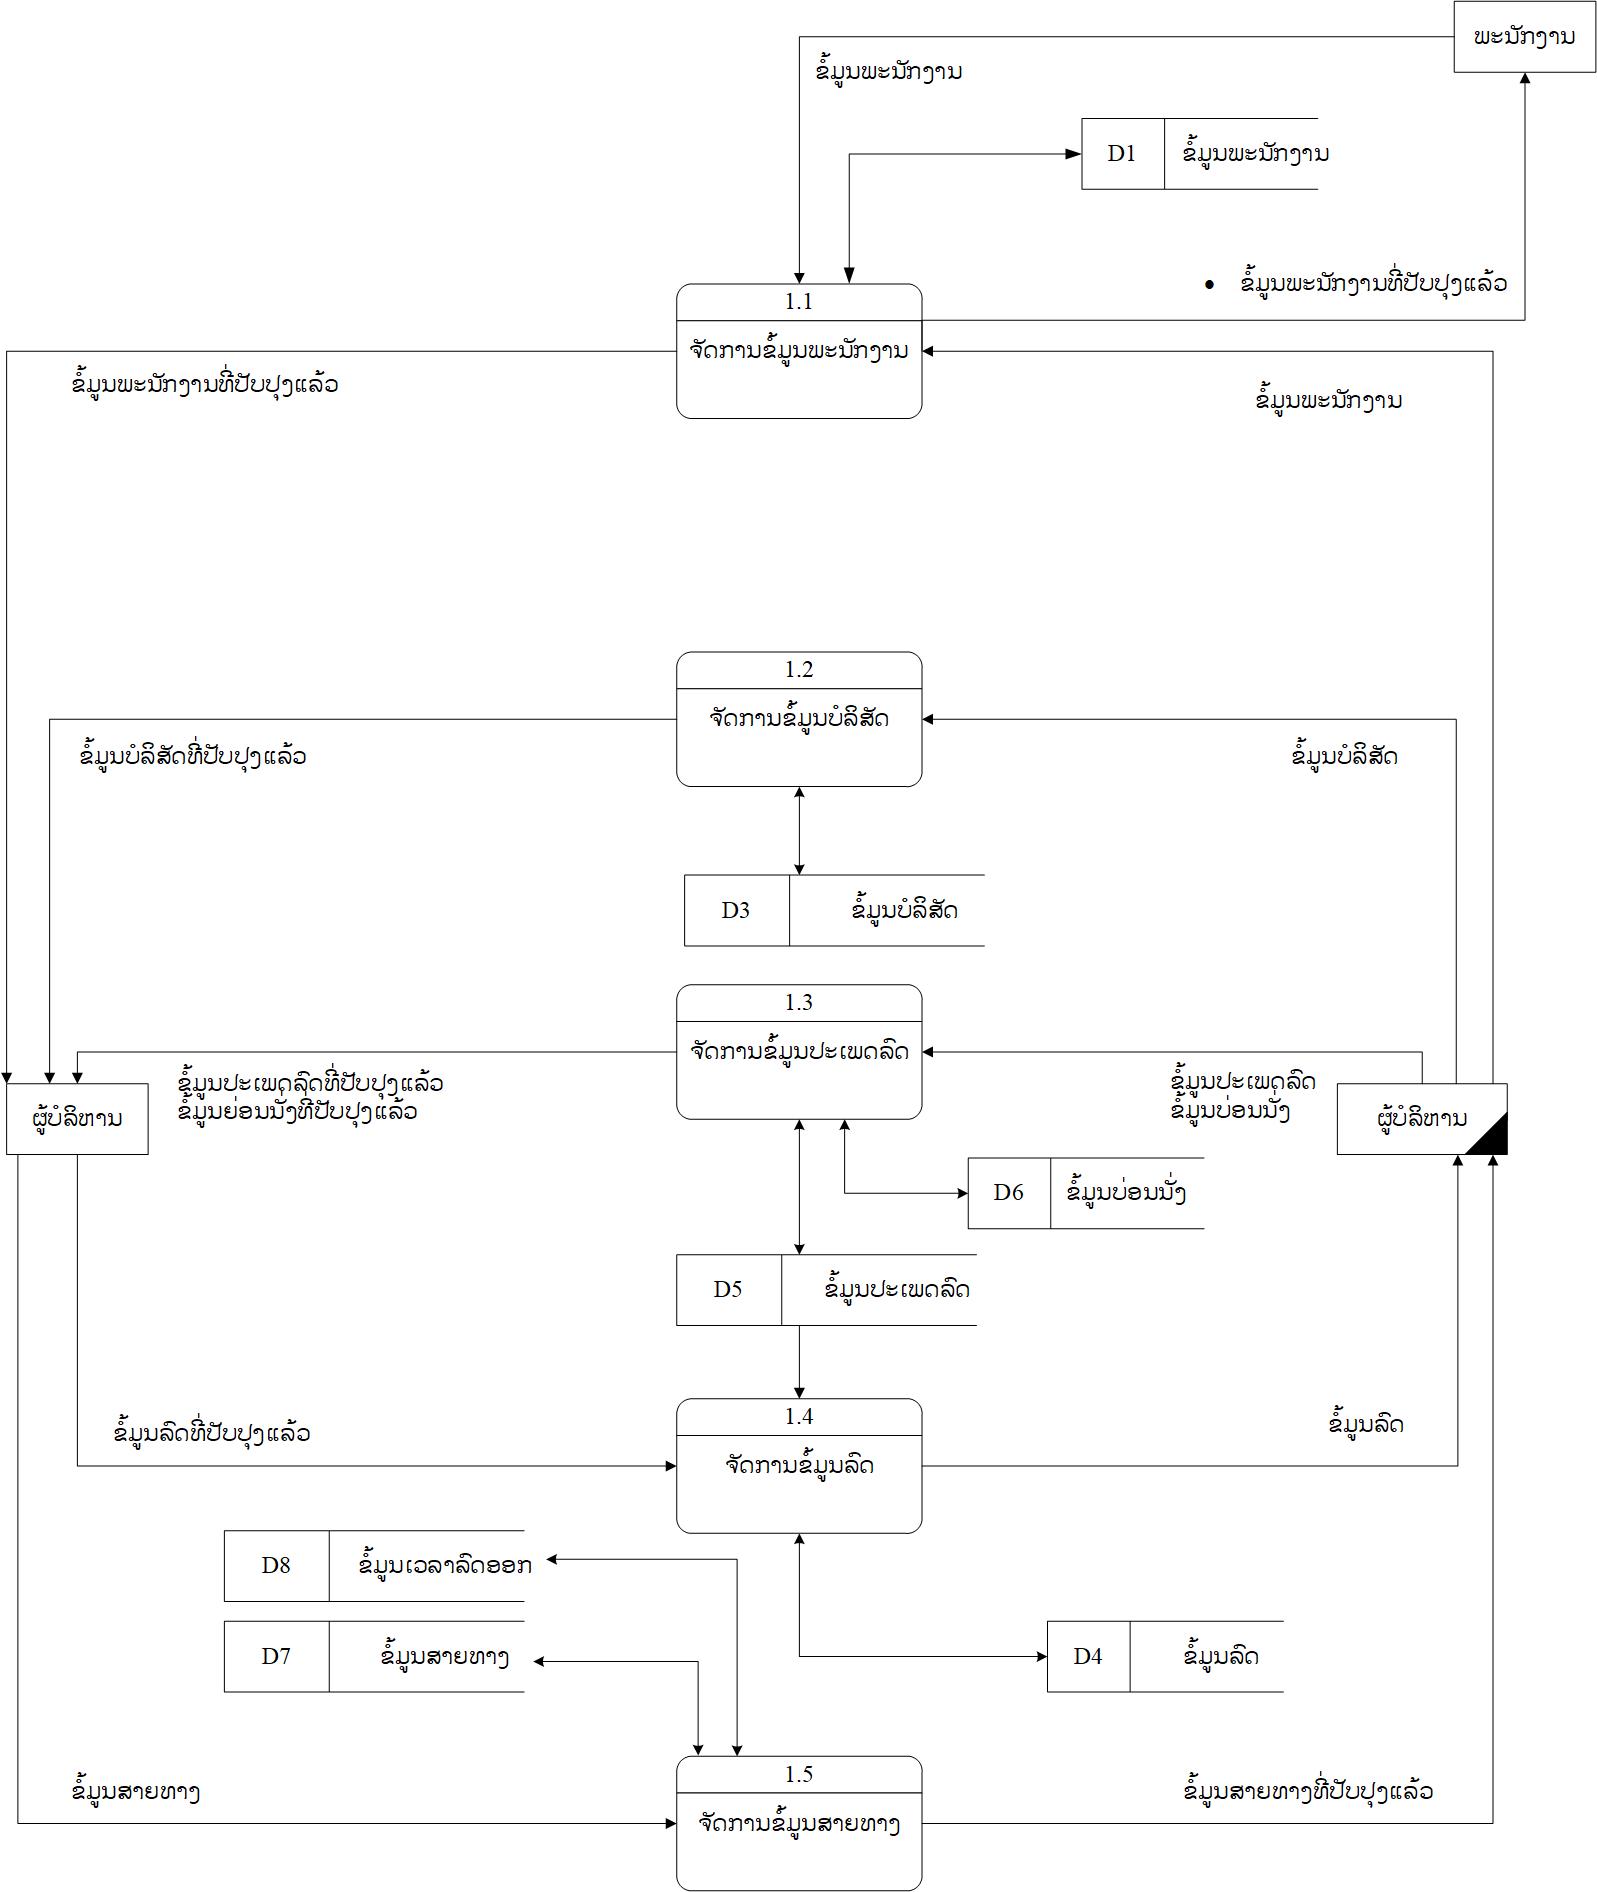 ພະນັກງານ
ຂໍ້ມູນພະນັກງານ
D1 ຂໍ້ມູນພະນັກງານ
• ຂໍ້ມູນພະນັກງານທີ່ປັບປຸງແລ້ວ
1.1
ຈັດການຂໍ້ມູນພະນັກງານ
ຂໍ້ມູນພະນັກງານທີ່ປັບປຸງແລ້ວ
ຂໍ້ມູນພະນັກງານ
1.2
ຈັດການຂໍ້ມູນບໍລິສັດ
ຂໍ້ມູນບໍລິສັດທີ່ປັບປຸງແລ້ວ
ຂໍ້ມູນບໍລິສັດ
D3 ຂໍ້ມູນບໍລິສັດ
1.3
ຈັດການຂໍ້ມູນປະເພດລົດ
ຂໍ້ມູນປະເພດລົດທີ່ປັບປຸງແລ້ວ
ຂໍ້ມູນຍ່ອນນັ່ງທີ່ປັບປຸງແລ້ວ
ຂໍ້ມູນປະເພດລົດ
ຂໍ້ມູນບ່ອນນັ່ງ
ຜູ້ບໍລິຫານ
ຜູ້ບໍລິຫານ
D6 ຂໍ້ມູນບ່ອນນັ່ງ
D5 ຂໍ້ມູນປະເພດລົດ
1.4
ຈັດການຂໍ້ມູນລົດ
ຂໍ້ມູນລົດທີ່ປັບປຸງແລ້ວ
ຂໍ້ມູນລົດ
D8 ຂໍ້ມູນເວລາລົດອອກ
D7 ຂໍ້ມູນສາຍທາງ
D4 ຂໍ້ມູນລົດ
1.5
ຈັດການຂໍ້ມູນສາຍທາງ
ຂໍ້ມູນສາຍທາງ
ຂໍ້ມູນສາຍທາງທີ່ປັບປຸງແລ້ວ